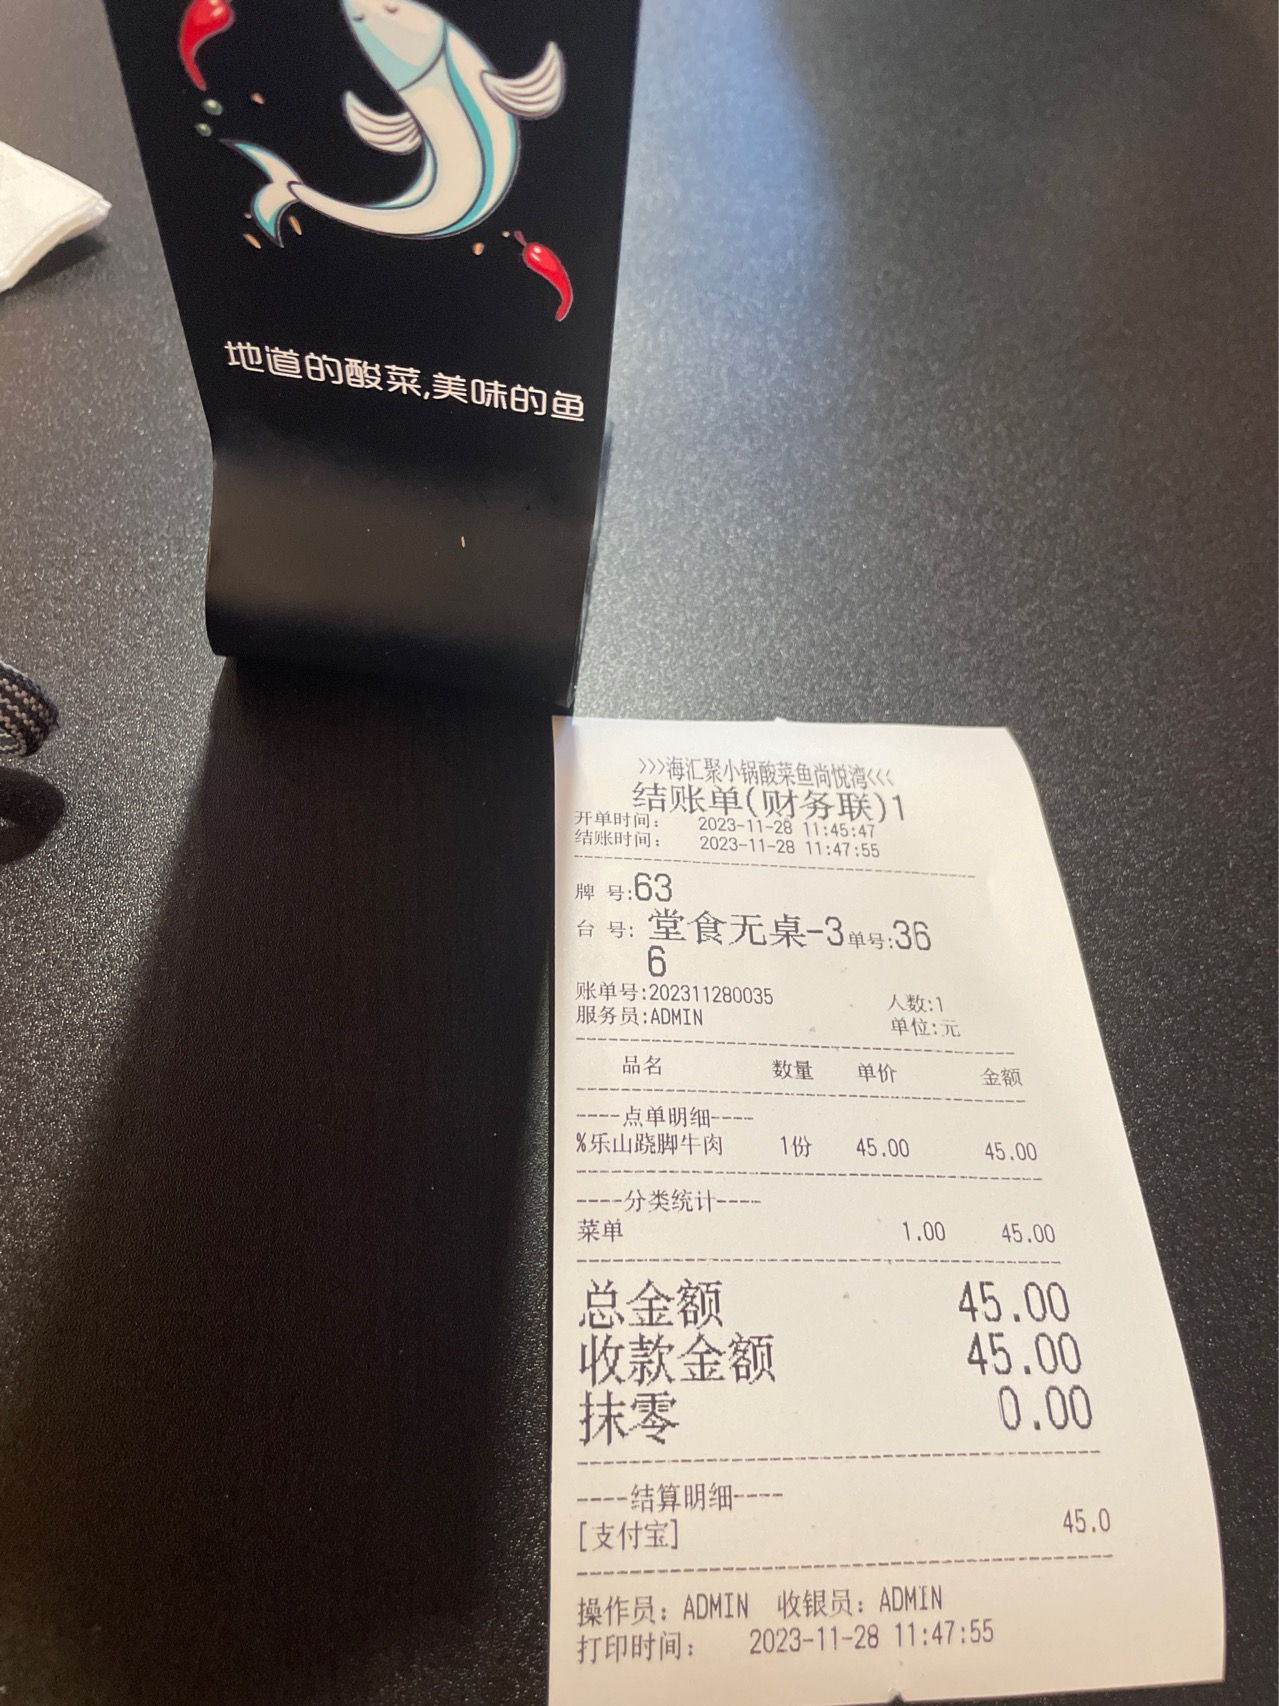 地道的酸菜,美味的鱼
>>>海汇聚小锅酸菜鱼尚悦湾<<<
结账单(财务联)1
开单时间: 2023-11-28 11:45:47
结账时间: 2023-11-28 11:47:55
牌 号:63
台 号: 堂食无桌-3单号:36
6
账单号:202311280035 人数:1
服务员:ADMIN 单位:元
品名 数量 单价 金额
----点单明细----
%乐山跷脚牛肉 1份 45.00 45.00
----分类统计----
菜单 1.00 45.00
总金额 45.00
收款金额 45.00
抹零 0.00
----结算明细----
[支付宝] 45.0
操作员: ADMIN 收银员: ADMIN
打印时间: 2023-11-28 11:47:55